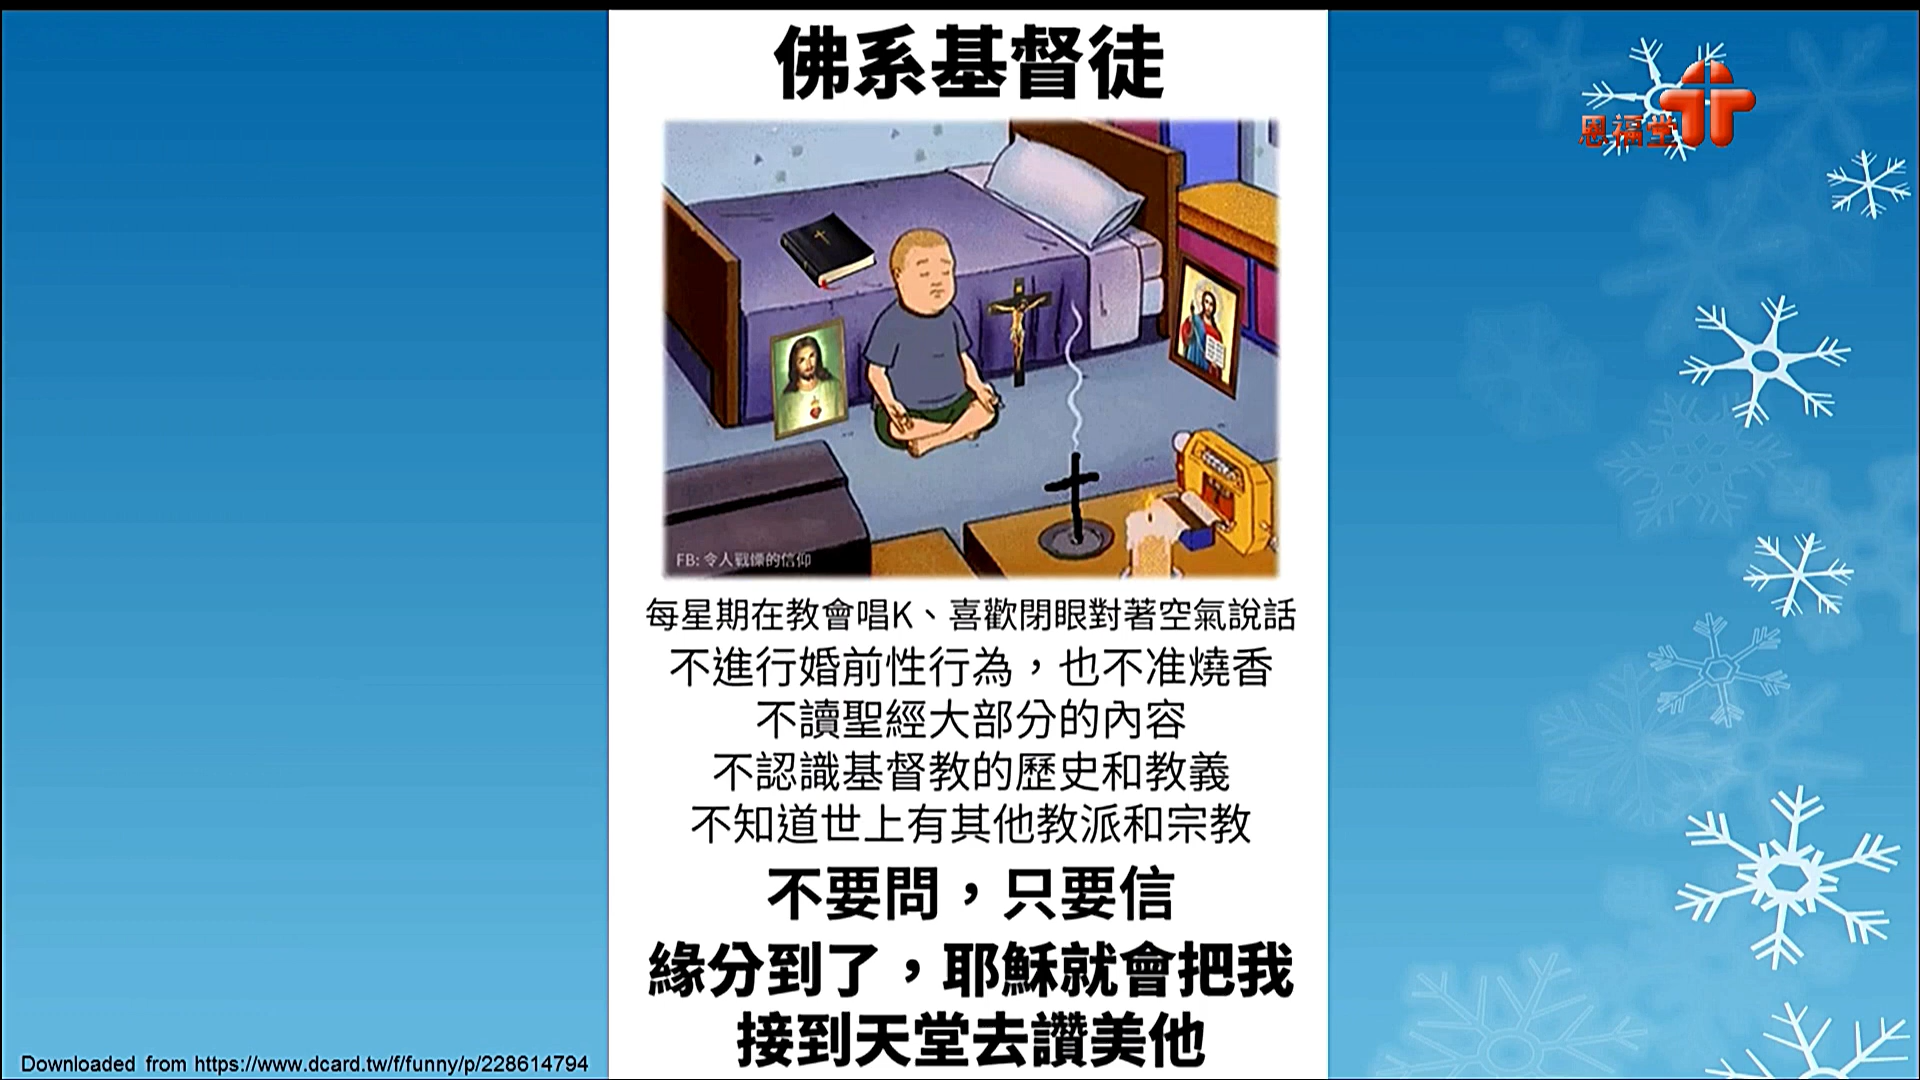 佛系基督徒
恩福堂
FB: 令人戰慄的信仰
每星期在教會唱K、喜歡閉眼對著空氣說話
不進行婚前性行為，也不准燒香
不讀聖經大部分的內容
不認識基督教的歷史和教義
不知道世上有其他教派和宗教
不要問，只要信
緣分到了，耶穌就會把我
接到天堂去讚美他
Downloaded from https://www.dcard.tw/f/funny/p/228614794